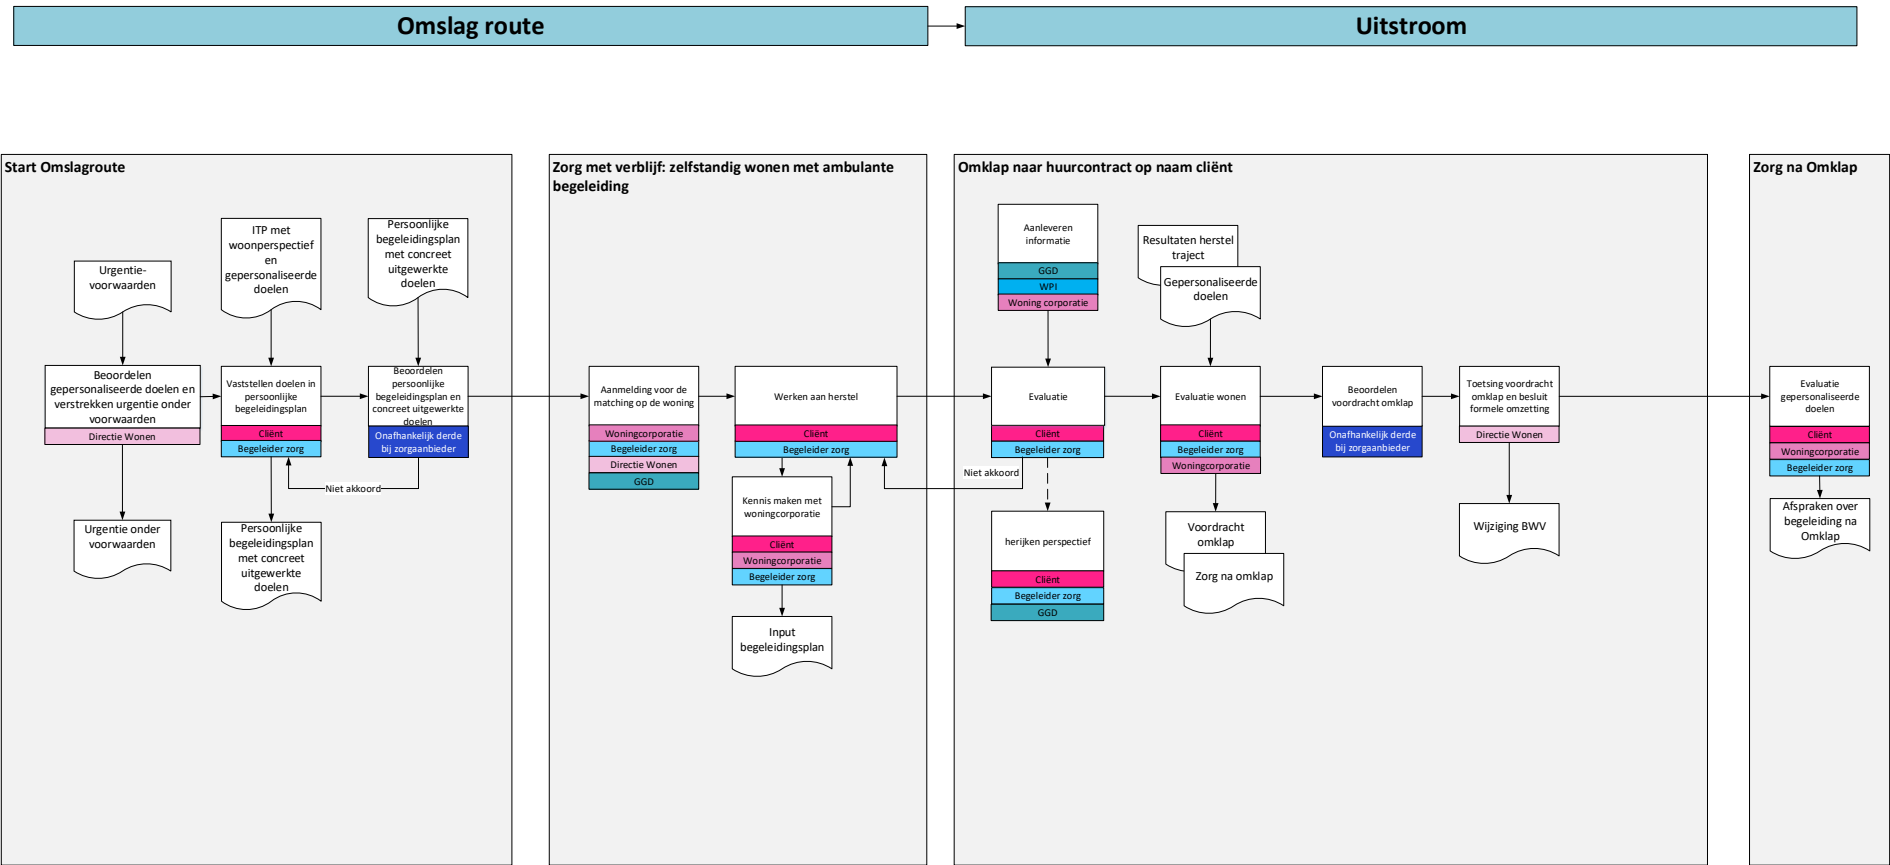 Omslag route
Uitstroom
Start Omslagroute
Urgentie-
voorwaarden
ITP met
woonperspectief
en
gepersonaliseerde
doelen
Persoonlijke
begeleidingsplan
met concreet
uitgewerkte
doelen
Beoordelen
gepersonaliseerde doelen en
verstrekken urgentie onder
voorwaarden
Directie Wonen
Vaststellen doelen in
persoonlijke
begeleidingsplan
Cliënt
Begeleider zorg
Beoordelen
persoonlijke
begeleidingsplan en
concreet uitgewerkte
doelen
Onafhankelijk derde
bij zorgaanbieder
Niet akkoord
Urgentie onder
voorwaarden
Persoonlijke
begeleidingsplan
met concreet
uitgewerkte
doelen
Zorg met verblijf: zelfstandig wonen met ambulante
begeleiding
Aanmelding voor de
matching op de woning
Woningcorporatie
Begeleider zorg
Directie Wonen
GGD
Werken aan herstel
Cliënt
Begeleider zorg
Kennis maken met
woningcorporatie
Cliënt
Woningcorporatie
Begeleider zorg
Input
begeleidingsplan
Omklap naar huurcontract op naam cliënt
Aanleveren
informatie
GGD
WPI
Woning corporatie
Resultaten herstel
traject
Gepersonaliseerde
doelen
Evaluatie
Cliënt
Begeleider zorg
Niet akkoord
herijken perspectief
Cliënt
Begeleider zorg
GGD
Evaluatie wonen
Cliënt
Begeleider zorg
Woningcorporatie
Voordracht
omklap
Zorg na omklap
Beoordelen
voordracht omklap
Onafhankelijk derde
bij zorgaanbieder
Toetsing voordracht
omklap en besluit
formele omzetting
Directie Wonen
Wijziging BWV
Zorg na Omklap
Evaluatie
gepersonaliseerde
doelen
Cliënt
Woningcorporatie
Begeleider zorg
Afspraken over
begeleiding na
Omklap